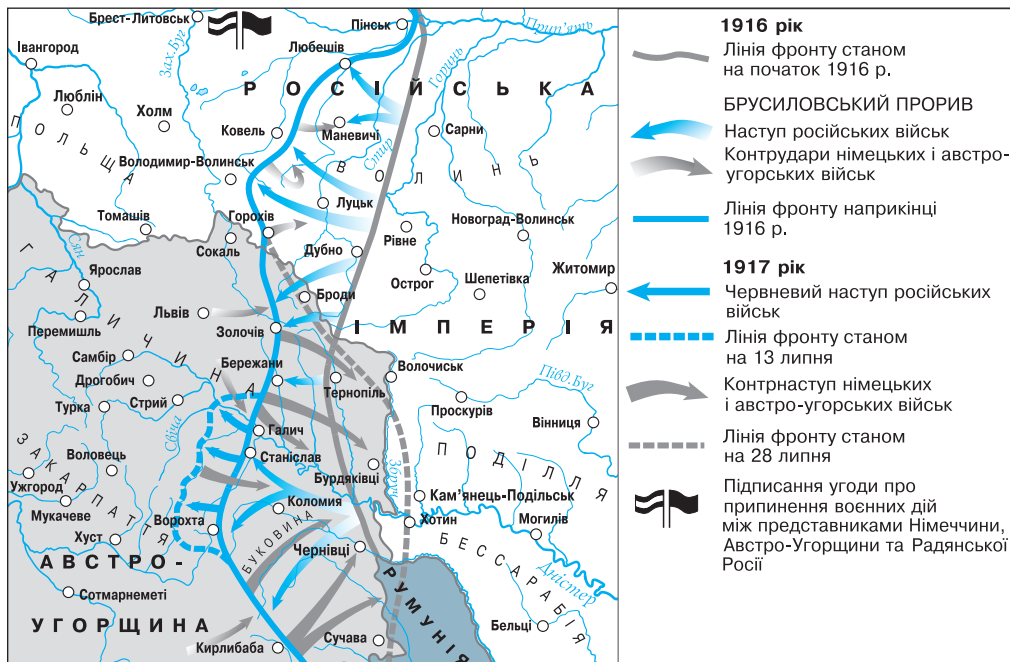 Брест-Литовськ
Пінськ
Прип'ять
Івангород
Зах. Буг
Любешів
Горинь
РОСІЙСЬКА
Люблін
Холм
Ковель
Маневичі
Сарни
ПОЛЬЩА
Володимир-Волинськ
Стир
ВОЛИНЬ
Луцьк
Томашів
Горохів
Новоград-Волинськ
Сян
Сокаль
Рівне
Дубно
Ярослав
Острог
Шепетівка
Житомир
ГАЛИЧИНА
Броди
Львів
ІМПЕРІЯ
Перемишль
Золочів
Самбір
Бережани
Волочиськ
Півд. Буг
Дрогобич
Тернопіль
Турка
Стрий
Проскурів
Вінниця
Свіча
Галич
ПОДІЛЛЯ
Воловець
Станіслав
Збруч
ЗАКАРПАТТЯ
Бурдяківці
Ужгород
Кам'янець-Подільськ
Мукачеве
Коломия
Ворохта
Хотин
Могилів
Хуст
БУКОВИНА
Чернівці
БЕССАРАБІЯ
АВСТРО-
Дністер
Сотмарнеметі
РУМУНІЯ
УГОРЩИНА
Сучава
Бельці
Кирлибаба
1916 рік
Лінія фронту станом
на початок 1916 р.
БРУСИЛОВСЬКИЙ ПРОРИВ
Наступ російських військ
Контрудари німецьких і австро-
угорських військ
Лінія фронту наприкінці
1916 р.
1917 рік
Червневий наступ російських
військ
Лінія фронту станом
на 13 липня
Контрнаступ німецьких
і австро-угорських військ
Лінія фронту станом
на 28 липня
Підписання угоди про
припинення воєнних дій
між представниками Німеччини,
Австро-Угорщини та Радянської
Росії